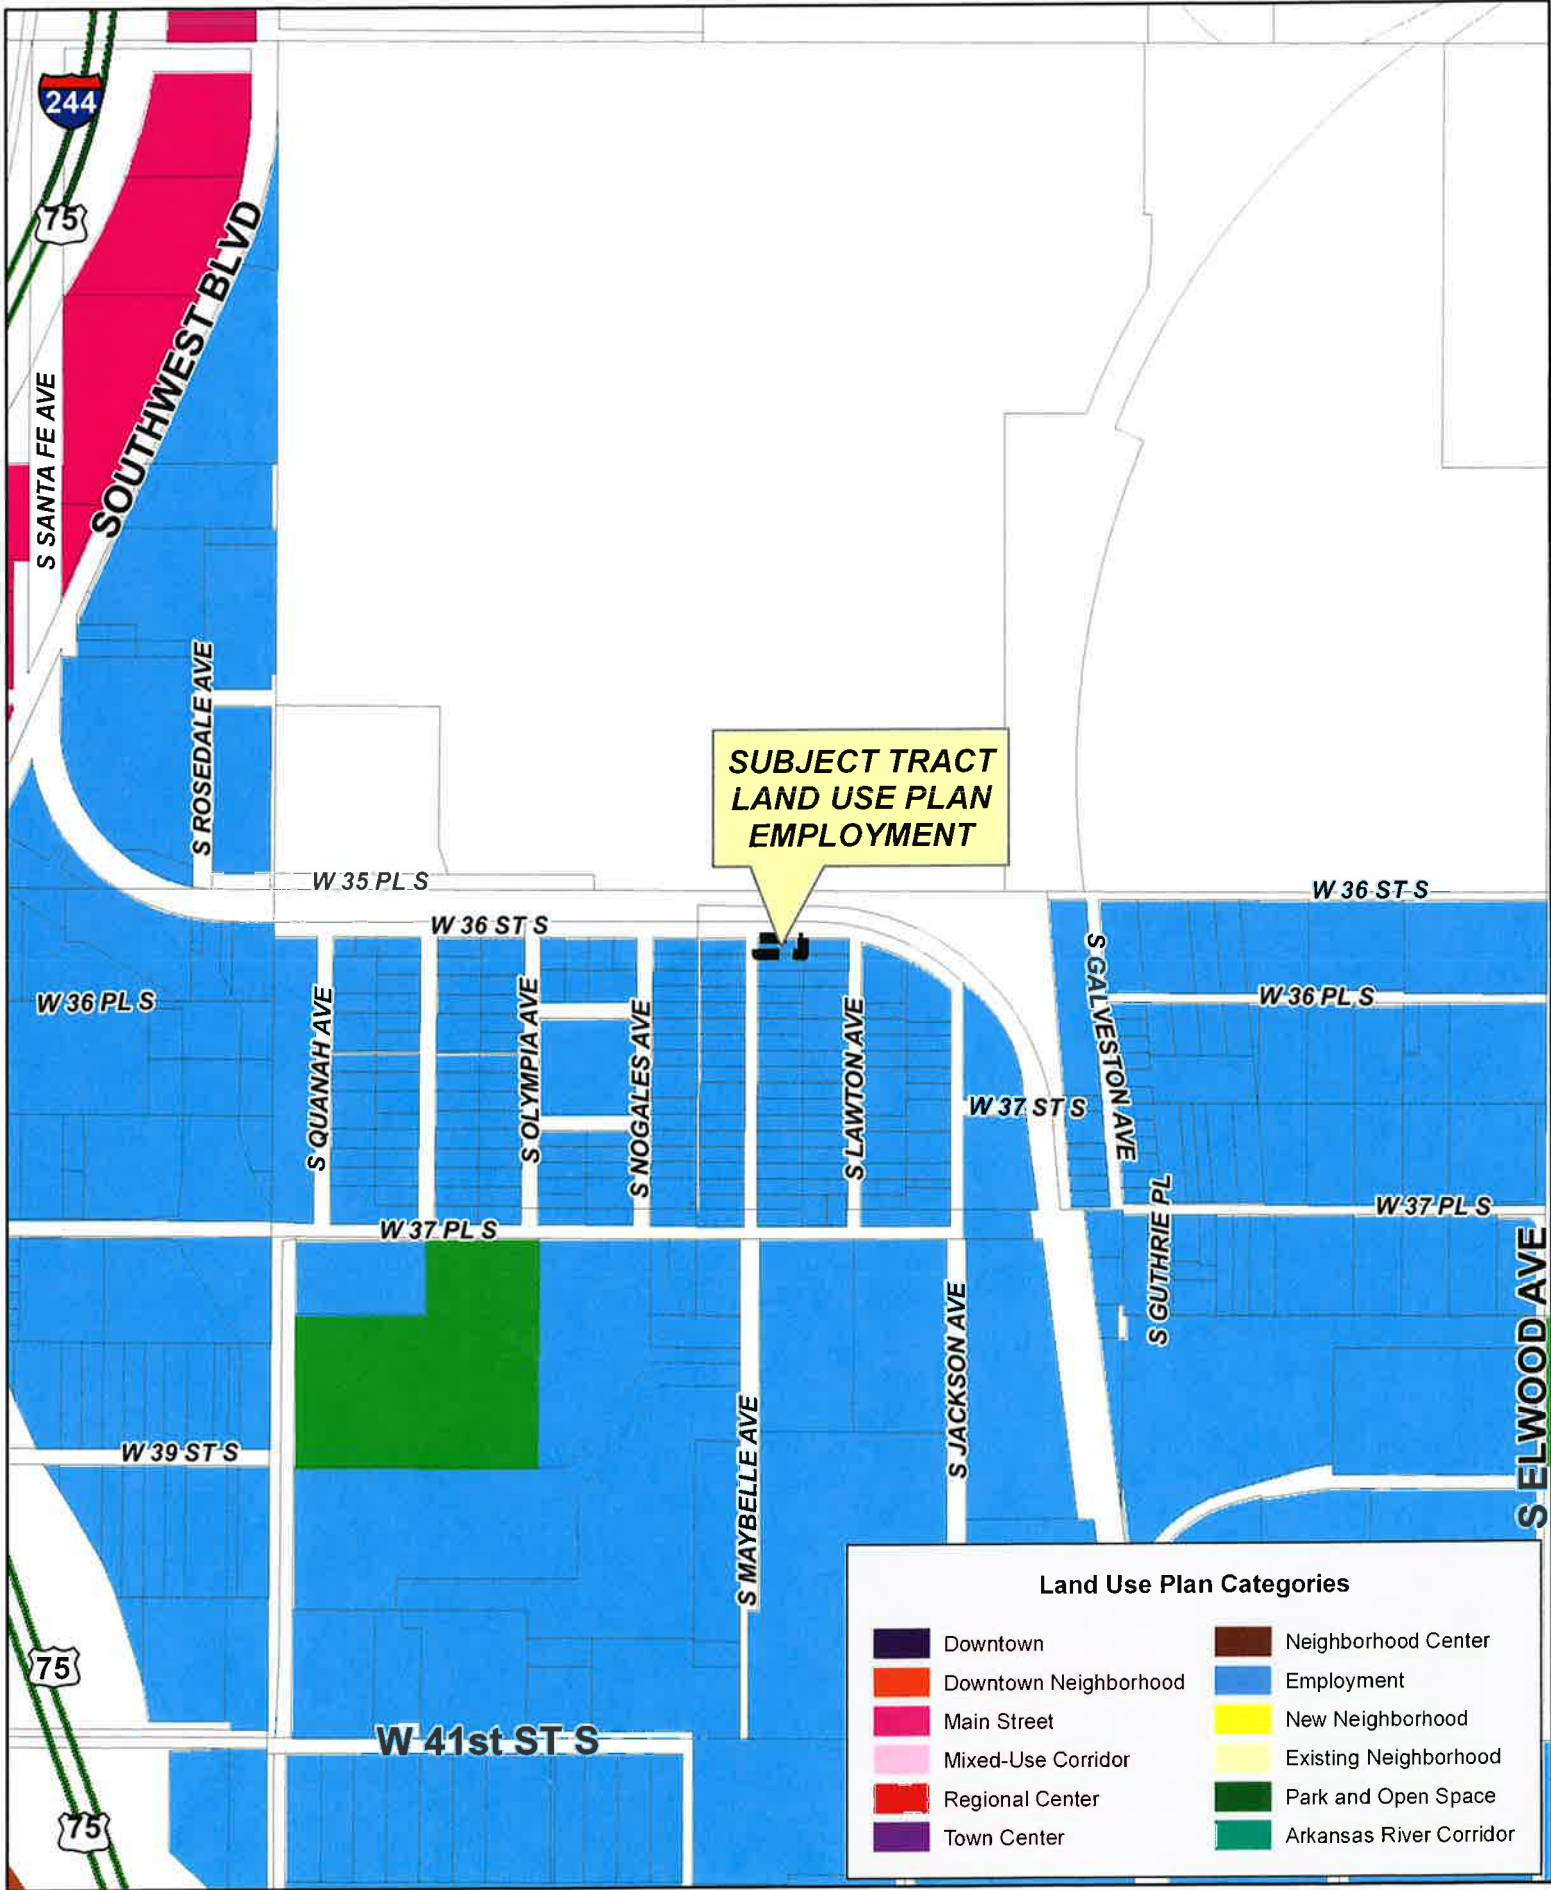 244
75
SOUTHWEST BLVD
S SANTA FE AVE
S ROSEDALE AVE
SUBJECT TRACT
LAND USE PLAN
EMPLOYMENT
W 35 PL S
W 36 ST S
W 36 ST S
W 36 PL S
W 36 PL S
S QUANAH AVE
S OLYMPIA AVE
S NOGALES AVE
S LAWTON AVE
S GALVESTON AVE
W 37 ST S
W 37 PL S
W 37 PL S
S GUTHRIE PL
S ELWOOD AVE
S JACKSON AVE
S MAYBELLE AVE
W 39 ST S
75
W 41st ST S
75
Land Use Plan Categories
Downtown
Downtown Neighborhood
Main Street
Mixed-Use Corridor
Regional Center
Town Center
Neighborhood Center
Employment
New Neighborhood
Existing Neighborhood
Park and Open Space
Arkansas River Corridor